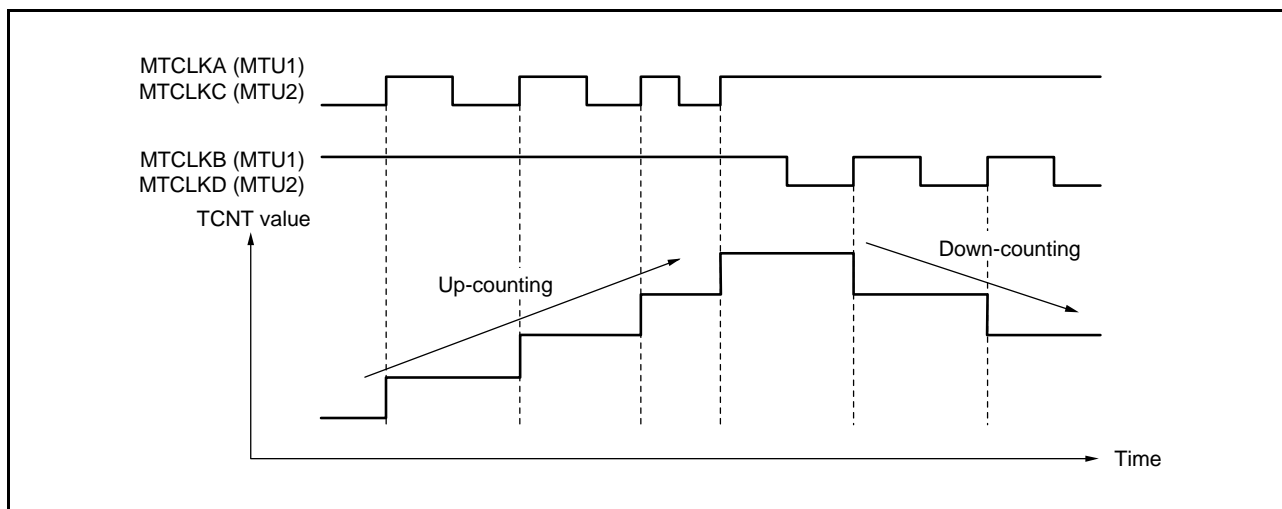 MTCLKA (MTU1)
MTCLKC (MTU2)
MTCLKB (MTU1)
MTCLKD (MTU2)
TCNT value
Up-counting
Down-counting
Time